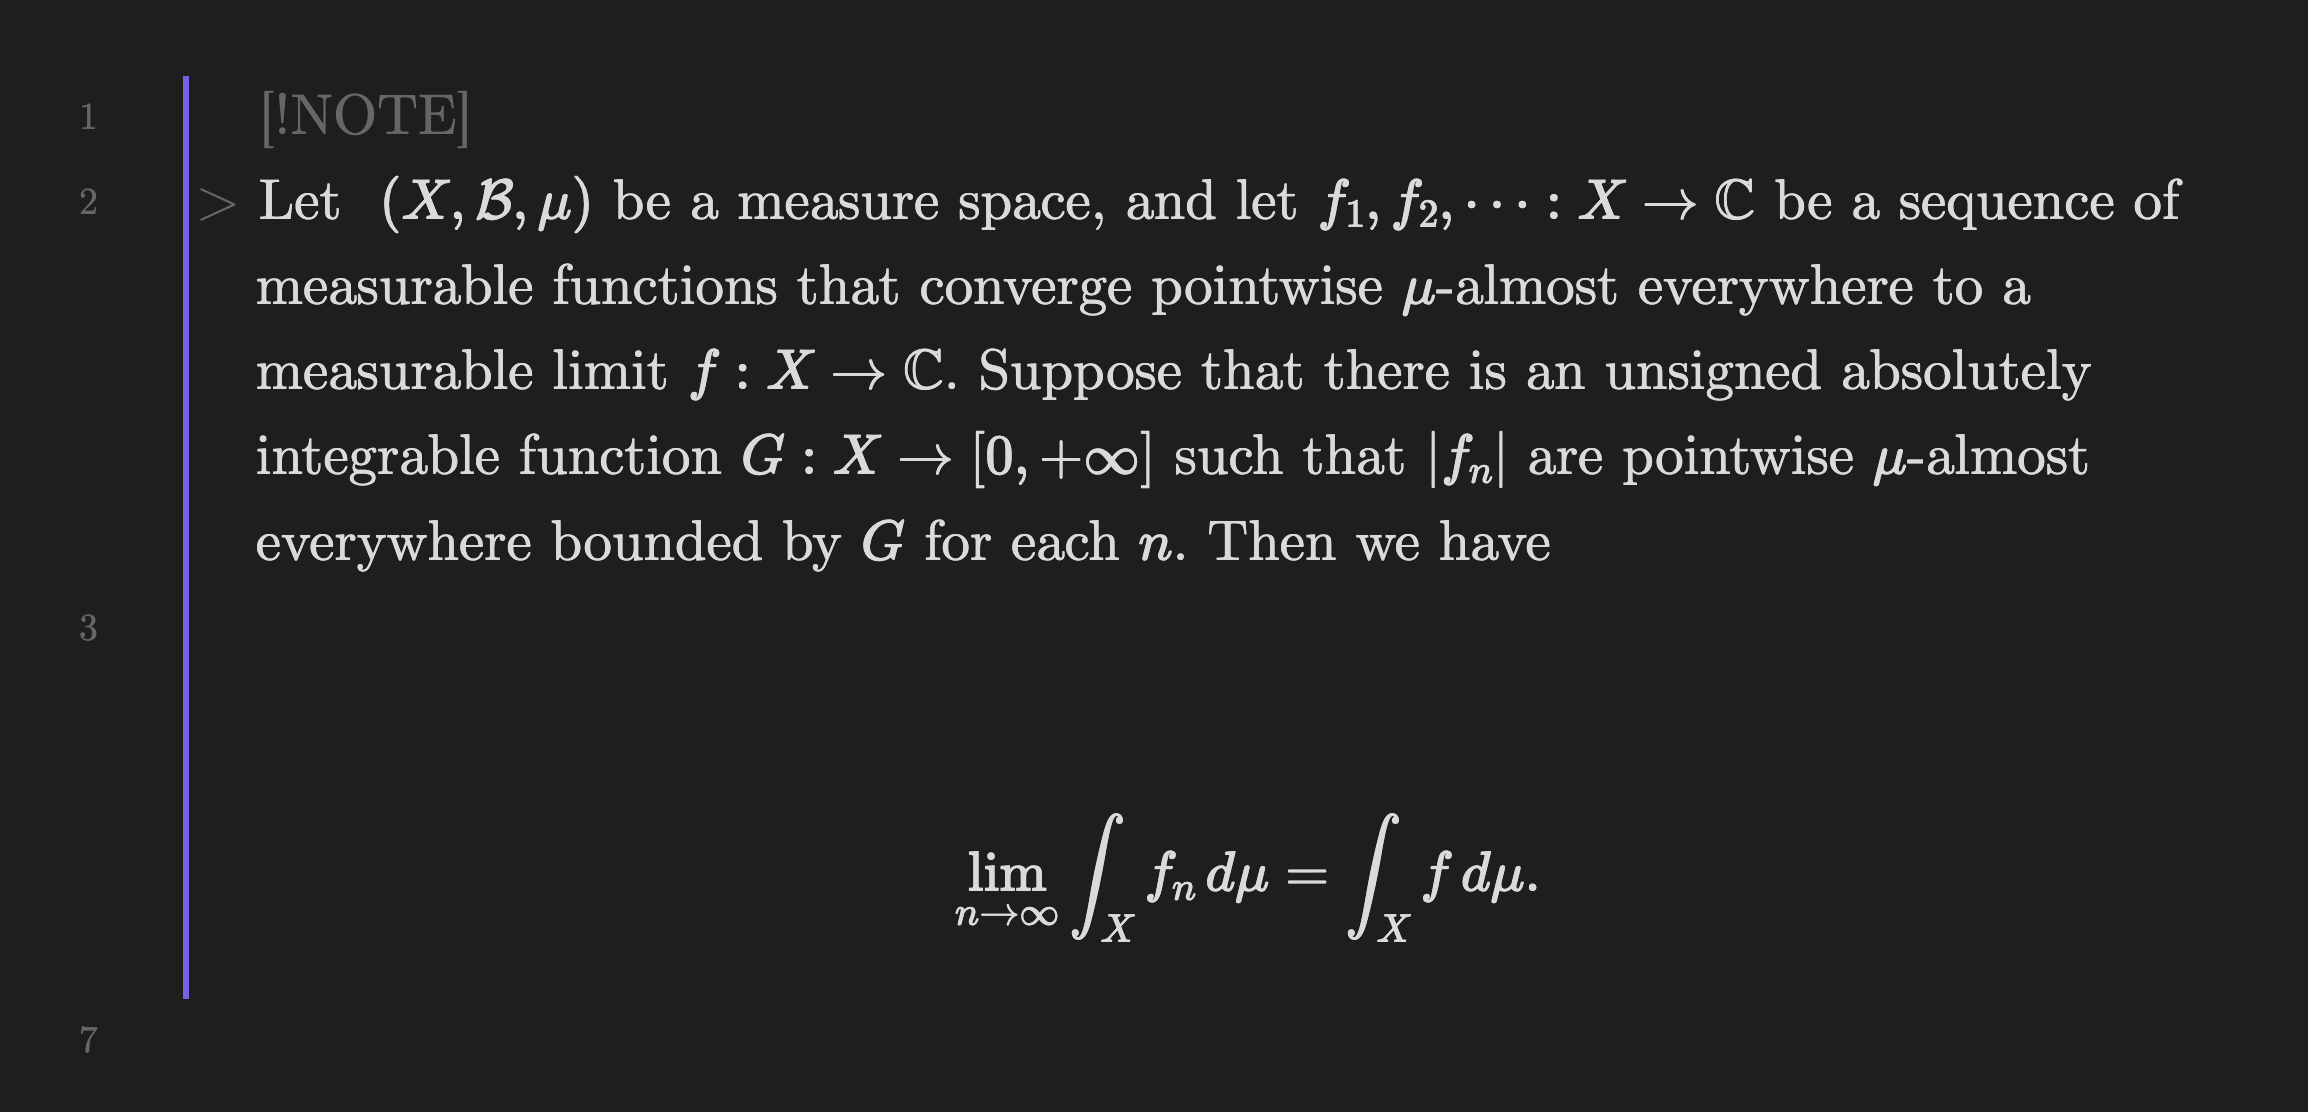 1 [!NOTE]
2 > Let (X, ℬ, μ) be a measure space, and let f₁, f₂, ⋯ : X → ℂ be a sequence of
measurable functions that converge pointwise μ-almost everywhere to a
measurable limit f : X → ℂ. Suppose that there is an unsigned absolutely
integrable function G : X → [0, +∞] such that |fₙ| are pointwise μ-almost
everywhere bounded by G for each n. Then we have
3
lim_{n→∞} ∫_X fₙ dμ = ∫_X f dμ.
7